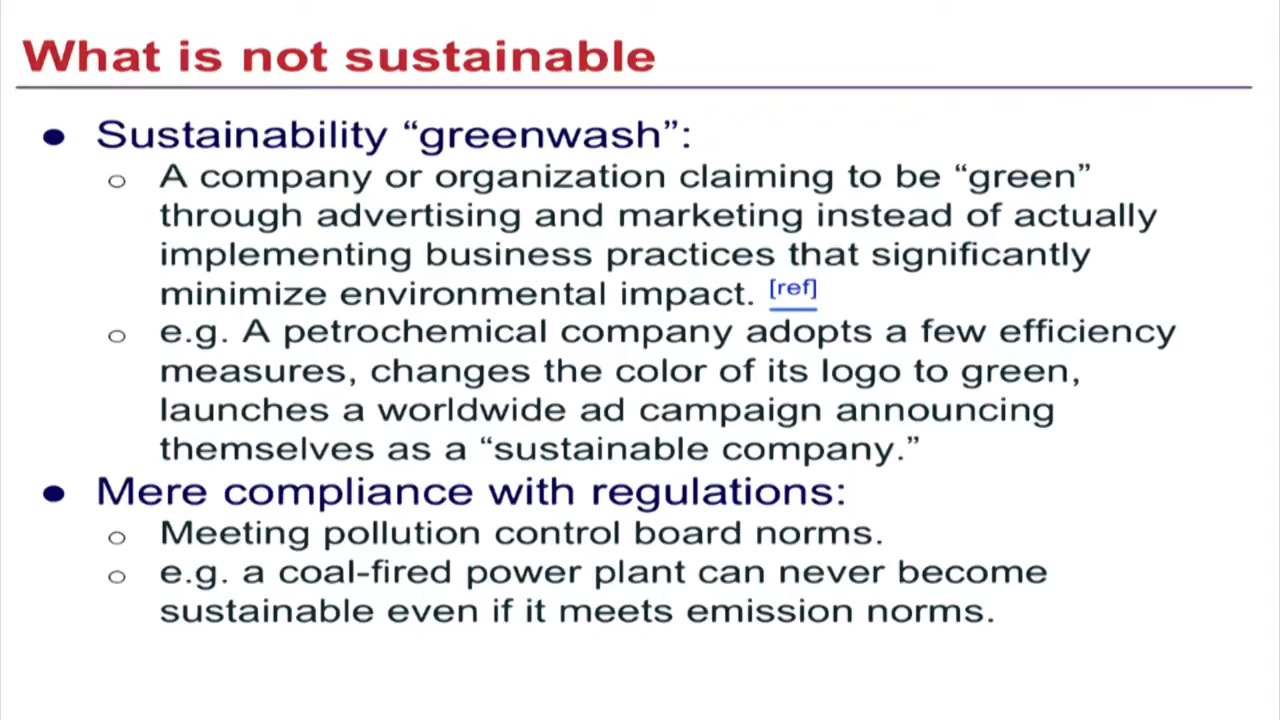 What is not sustainable
● Sustainability “greenwash”:
○ A company or organization claiming to be “green”
through advertising and marketing instead of actually
implementing business practices that significantly
minimize environmental impact. [ref]
○ e.g. A petrochemical company adopts a few efficiency
measures, changes the color of its logo to green,
launches a worldwide ad campaign announcing
themselves as a “sustainable company.”
● Mere compliance with regulations:
○ Meeting pollution control board norms.
○ e.g. a coal-fired power plant can never become
sustainable even if it meets emission norms.